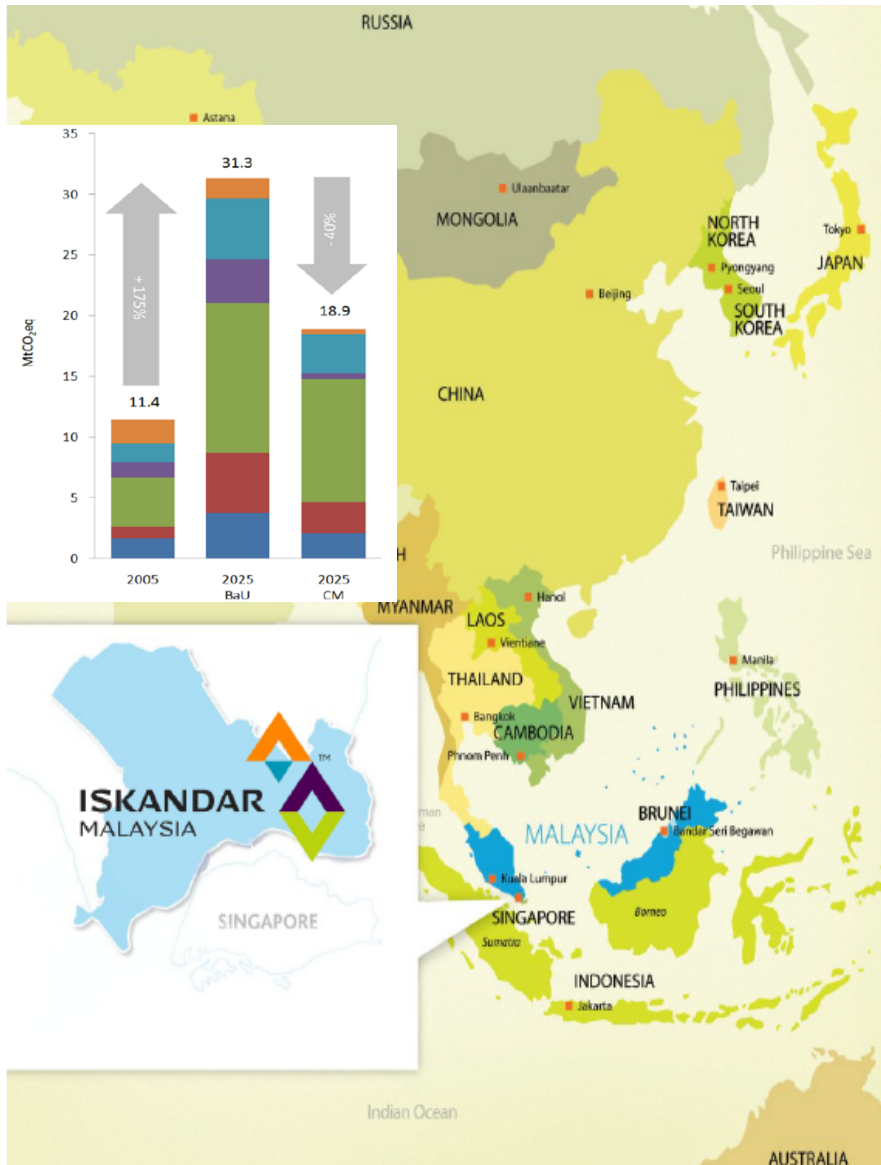 RUSSIA
Astana
35
30
25
20
15
10
5
0
MtCO₂eq
+ 175%
11.4
31.3
- 40%
18.9
2005
2025
BaU
2025
CM
Ulaanbaatar
MONGOLIA
NORTH
KOREA
Tokyo
Pyongyang
JAPAN
Beijing
Seoul
SOUTH
KOREA
CHINA
Taipei
TAIWAN
Philippine Sea
H
MYANMAR
Hanoi
LAOS
Vientiane
THAILAND
Manila
PHILIPPINES
VIETNAM
Bangkok
CAMBODIA
Phnom Penh
ISKANDAR
MALAYSIA
TM
SINGAPORE
MALAYSIA
BRUNEI
Bandar Seri Begawan
Kuala Lumpur
SINGAPORE
Borneo
Sumatra
INDONESIA
Jakarta
Indian Ocean
AUSTRALIA